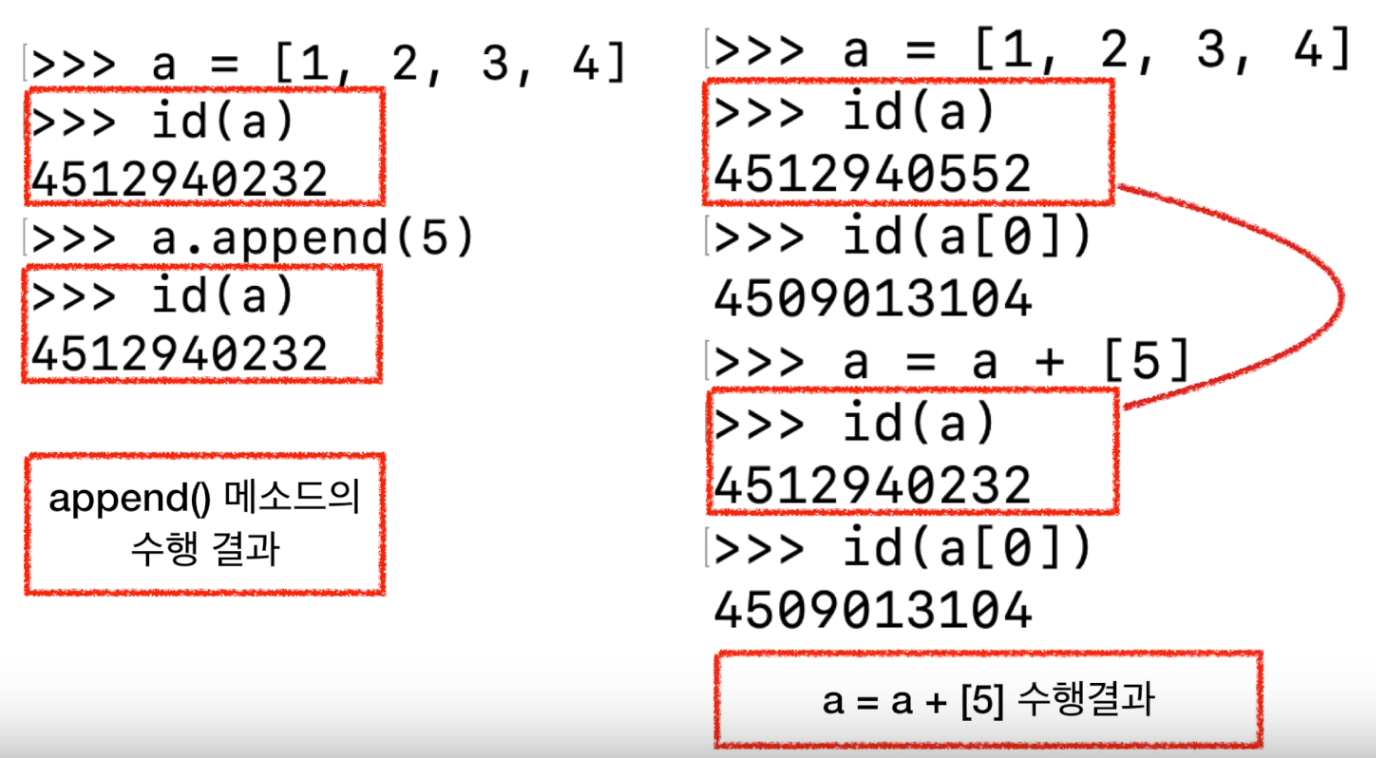 >>> a = [1, 2, 3, 4]
>>> id(a)
4512940232
>>> a.append(5)
>>> id(a)
4512940232
append() 메소드의
수행 결과
>>> a = [1, 2, 3, 4]
>>> id(a)
4512940552
>>> id(a[0])
4509013104
>>> a = a + [5]
>>> id(a)
4512940232
>>> id(a[0])
4509013104
a = a + [5] 수행결과